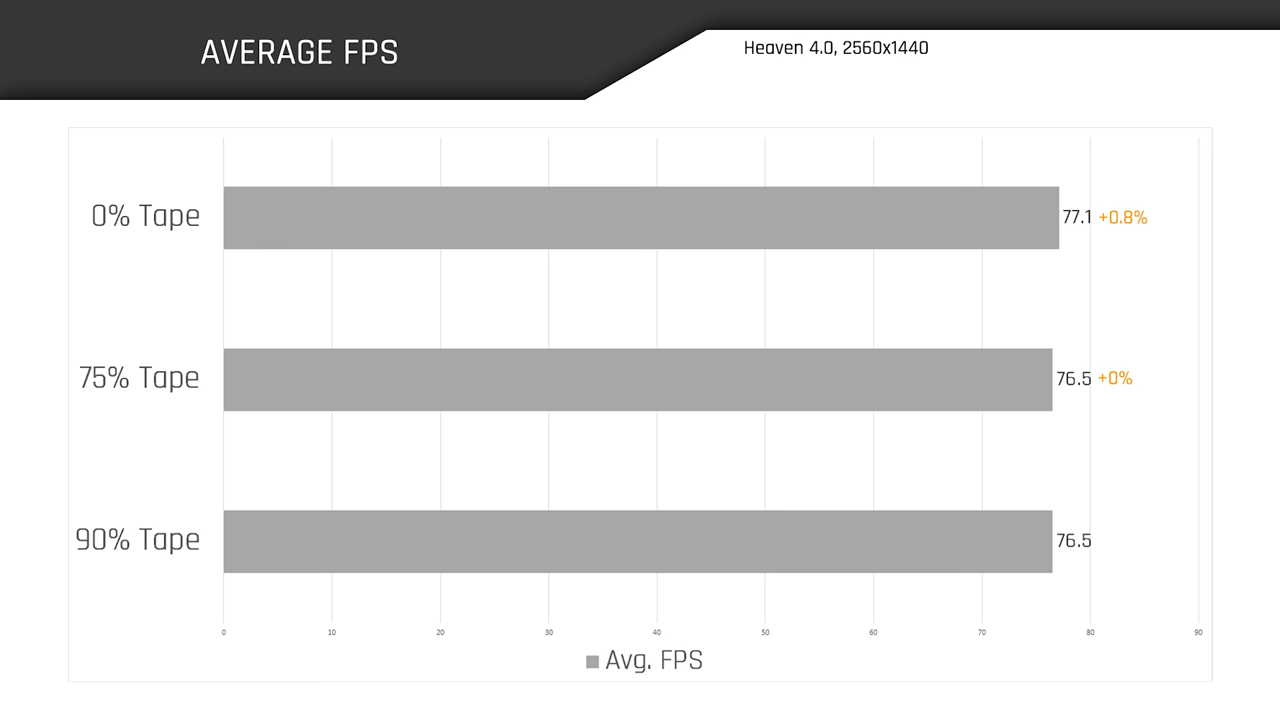 AVERAGE FPS
Heaven 4.0, 2560x1440
0% Tape
77.1 +0.8%
75% Tape
76.5 +0%
90% Tape
76.5
0 10 20 30 40 50 60 70 80 90
Avg. FPS